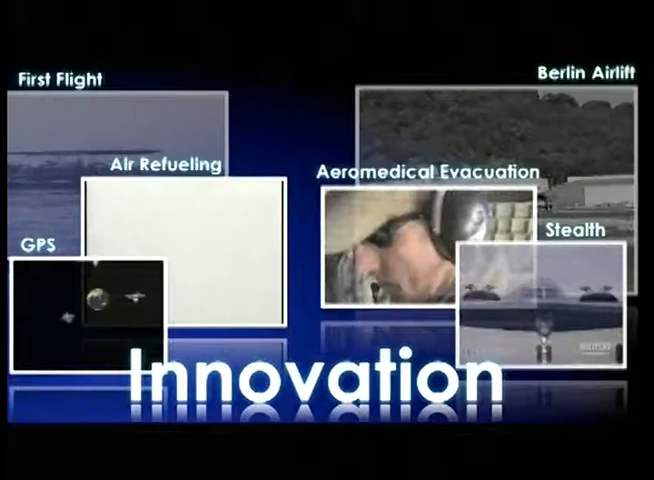 First Flight
Berlin Airlift
Air Refueling
Aeromedical Evacuation
Stealth
GPS
Innovation